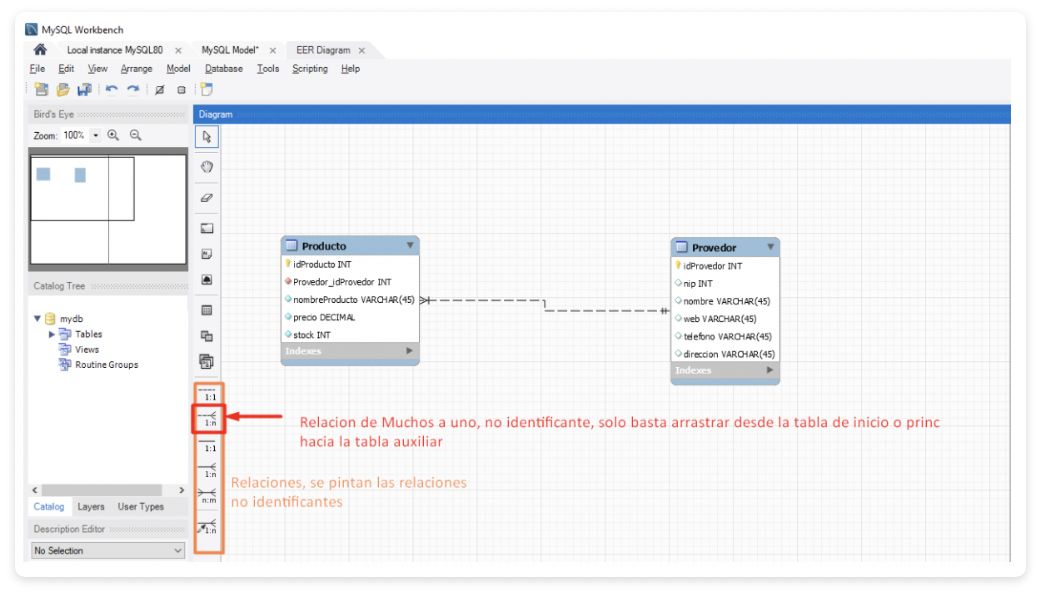 MySQL Workbench
Local instance MySQL80 MySQL Model* EER Diagram
File Edit View Arrange Model Database Tools Scripting Help
Bird's Eye
Zoom: 100%
Diagram
Producto
idProducto INT
Provedor_idProvedor INT
nombreProducto VARCHAR(45)
precio DECIMAL
stock INT
Indexes
Provedor
idProvedor INT
nip INT
nombre VARCHAR(45)
web VARCHAR(45)
telefono VARCHAR(45)
direccion VARCHAR(45)
Indexes
Catalog Tree
mydb
Tables
Views
Routine Groups
1:1
1:n
1:1
1:n
n:m
1:n
Relacion de Muchos a uno, no identificante, solo basta arrastrar desde la tabla de inicio o princ
hacia la tabla auxiliar
Relaciones, se pintan las relaciones
no identificantes
Catalog Layers User Types
Description Editor
No Selection